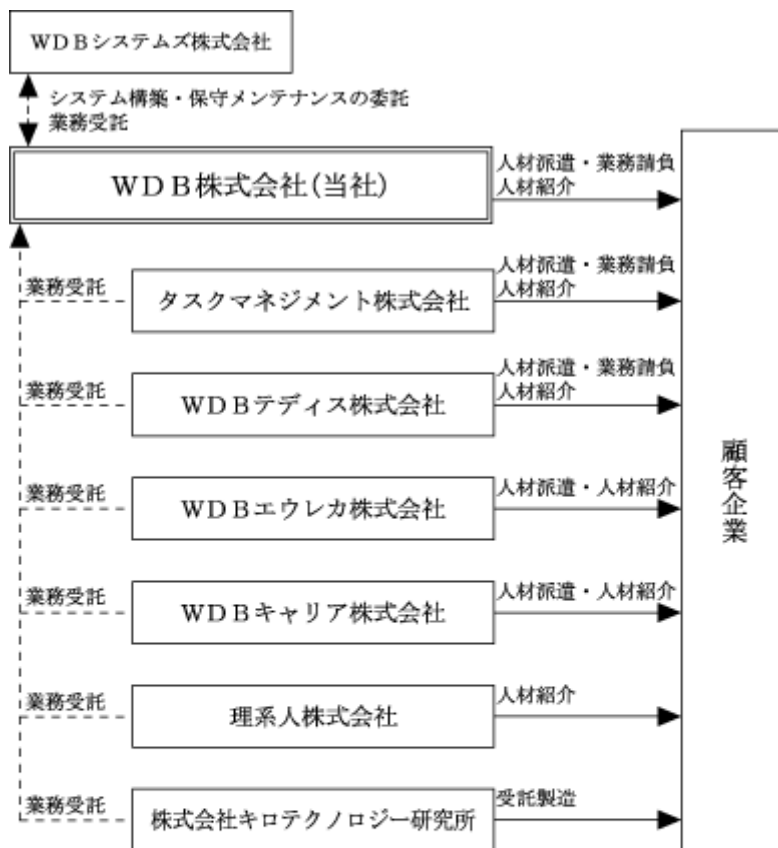 WDBシステムズ株式会社
システム構築・保守メンテナンスの委託
業務受託
WDB株式会社(当社)
人材派遣・業務請負
人材紹介
業務受託
タスクマネジメント株式会社
人材派遣・業務請負
人材紹介
業務受託
WDBテディス株式会社
人材派遣・業務請負
人材紹介
業務受託
WDBエウレカ株式会社
人材派遣・人材紹介
業務受託
WDBキャリア株式会社
人材派遣・人材紹介
業務受託
理系人株式会社
人材紹介
業務受託
株式会社キロテクノロジー研究所
受託製造
顧客企業